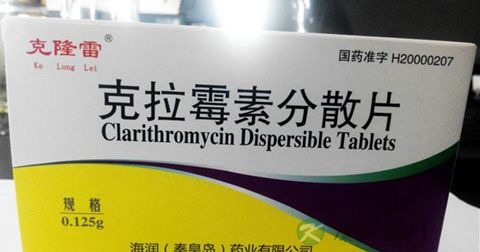 克隆雷®
Ke Long Lei
国药准字 H20000207
克拉霉素分散片
Clarithromycin Dispersible Tablets
规格
0.125g
海润（秦皇岛）药业有限公司